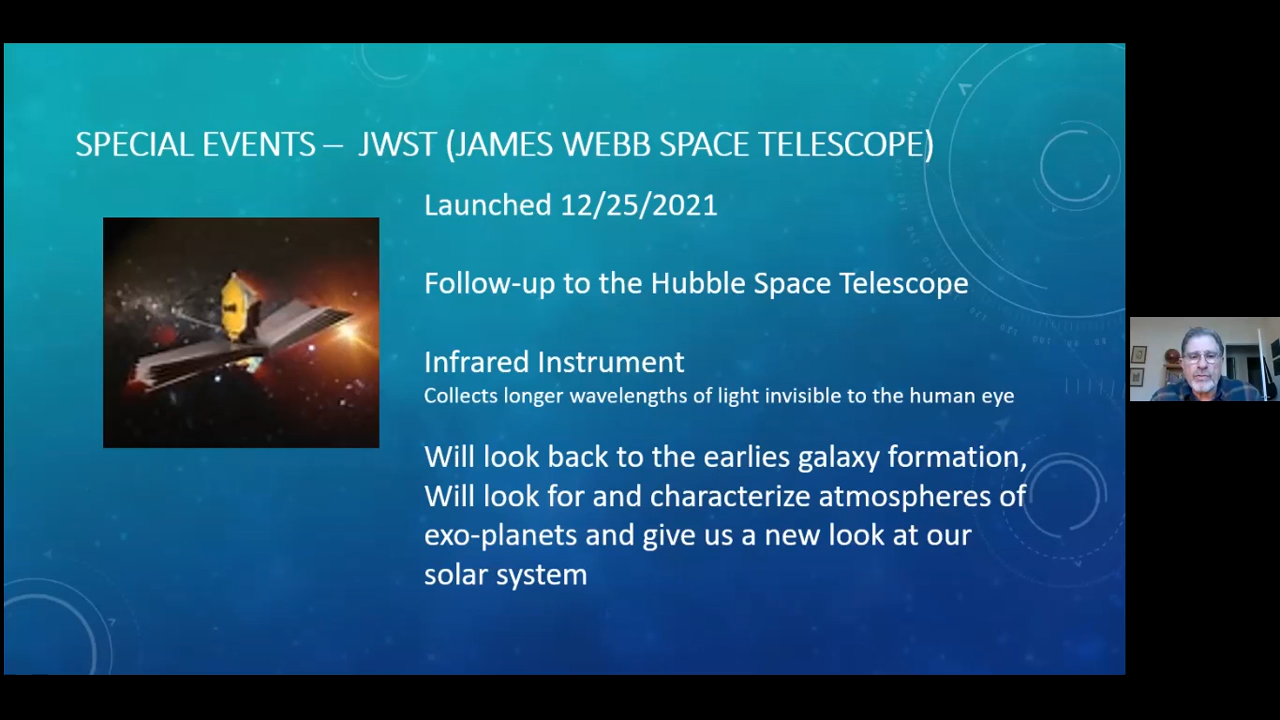 SPECIAL EVENTS – JWST (JAMES WEBB SPACE TELESCOPE)
Launched 12/25/2021
Follow-up to the Hubble Space Telescope
Infrared Instrument
Collects longer wavelengths of light invisible to the human eye
Will look back to the earlies galaxy formation,
Will look for and characterize atmospheres of
exo-planets and give us a new look at our
solar system